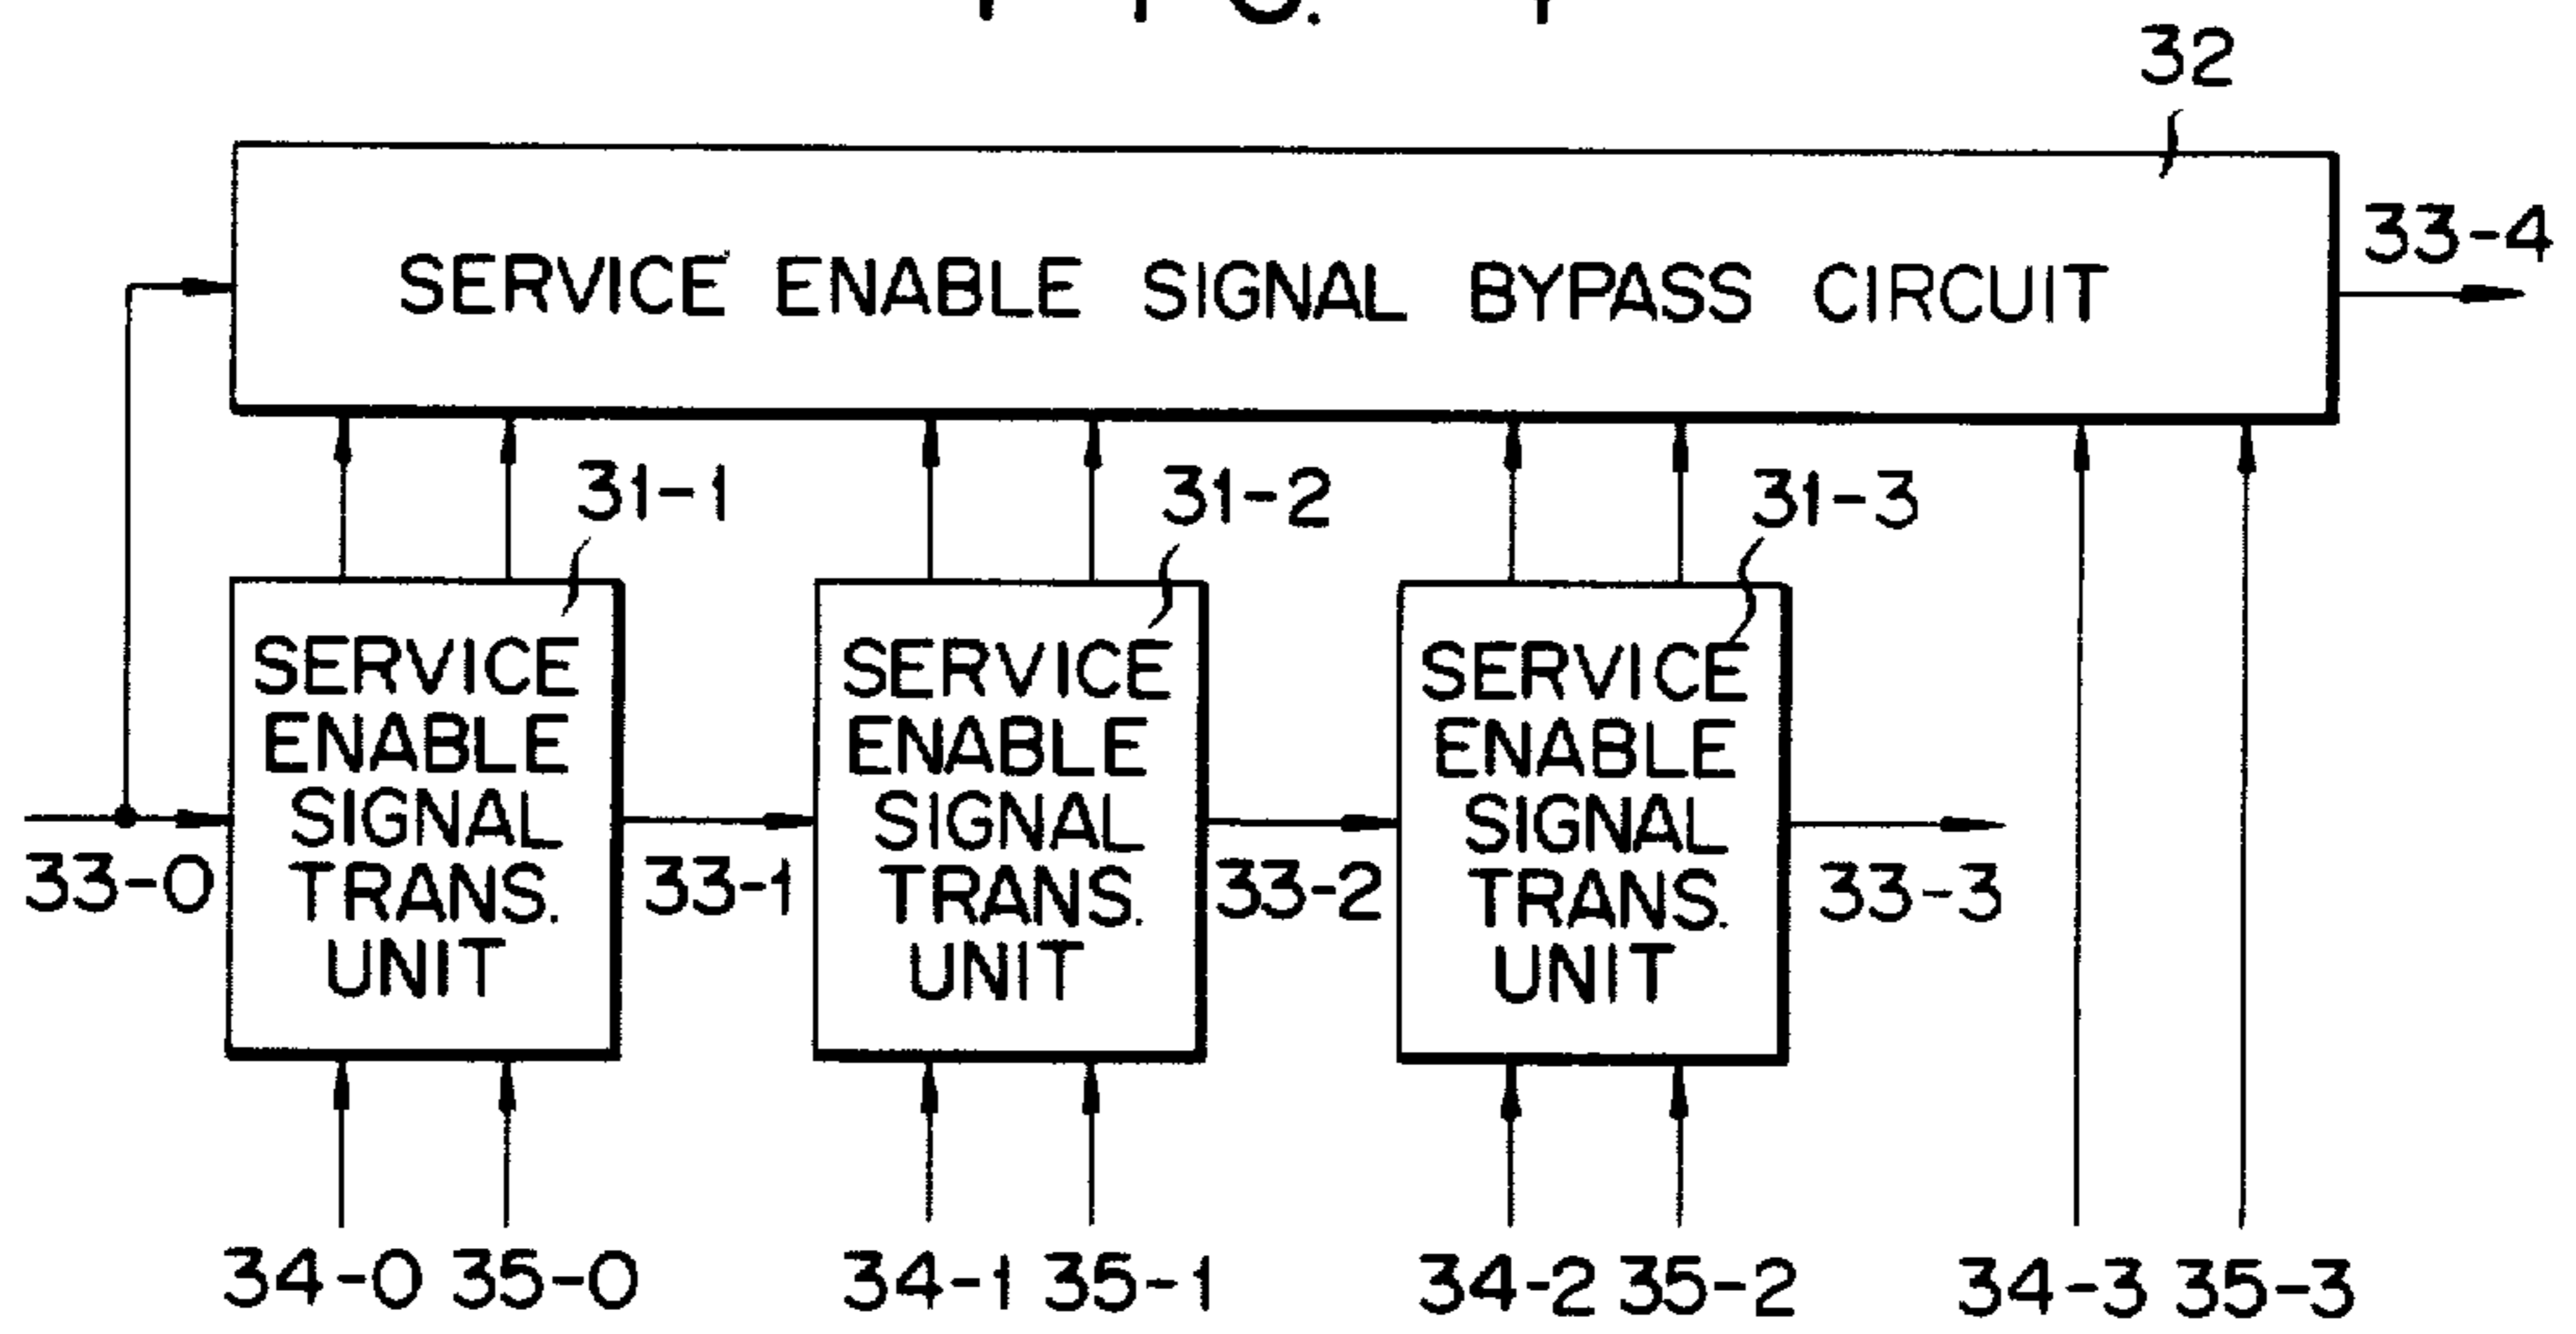 32
33-4
SERVICE ENABLE SIGNAL BYPASS CIRCUIT
31-1
31-2
31-3
SERVICE
ENABLE
SIGNAL
TRANS.
UNIT
SERVICE
ENABLE
SIGNAL
TRANS.
UNIT
SERVICE
ENABLE
SIGNAL
TRANS.
UNIT
33-0
33-1
33-2
33-3
34-0 35-0
34-1 35-1
34-2 35-2
34-3 35-3